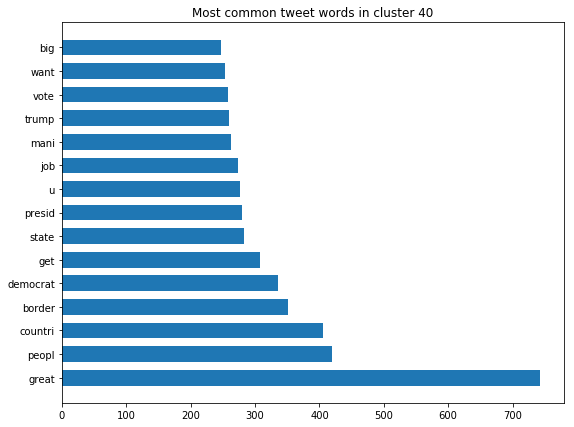 Most common tweet words in cluster 40
big
want
vote
trump
mani
job
u
presid
state
get
democrat
border
countri
peopl
great
0 100 200 300 400 500 600 700